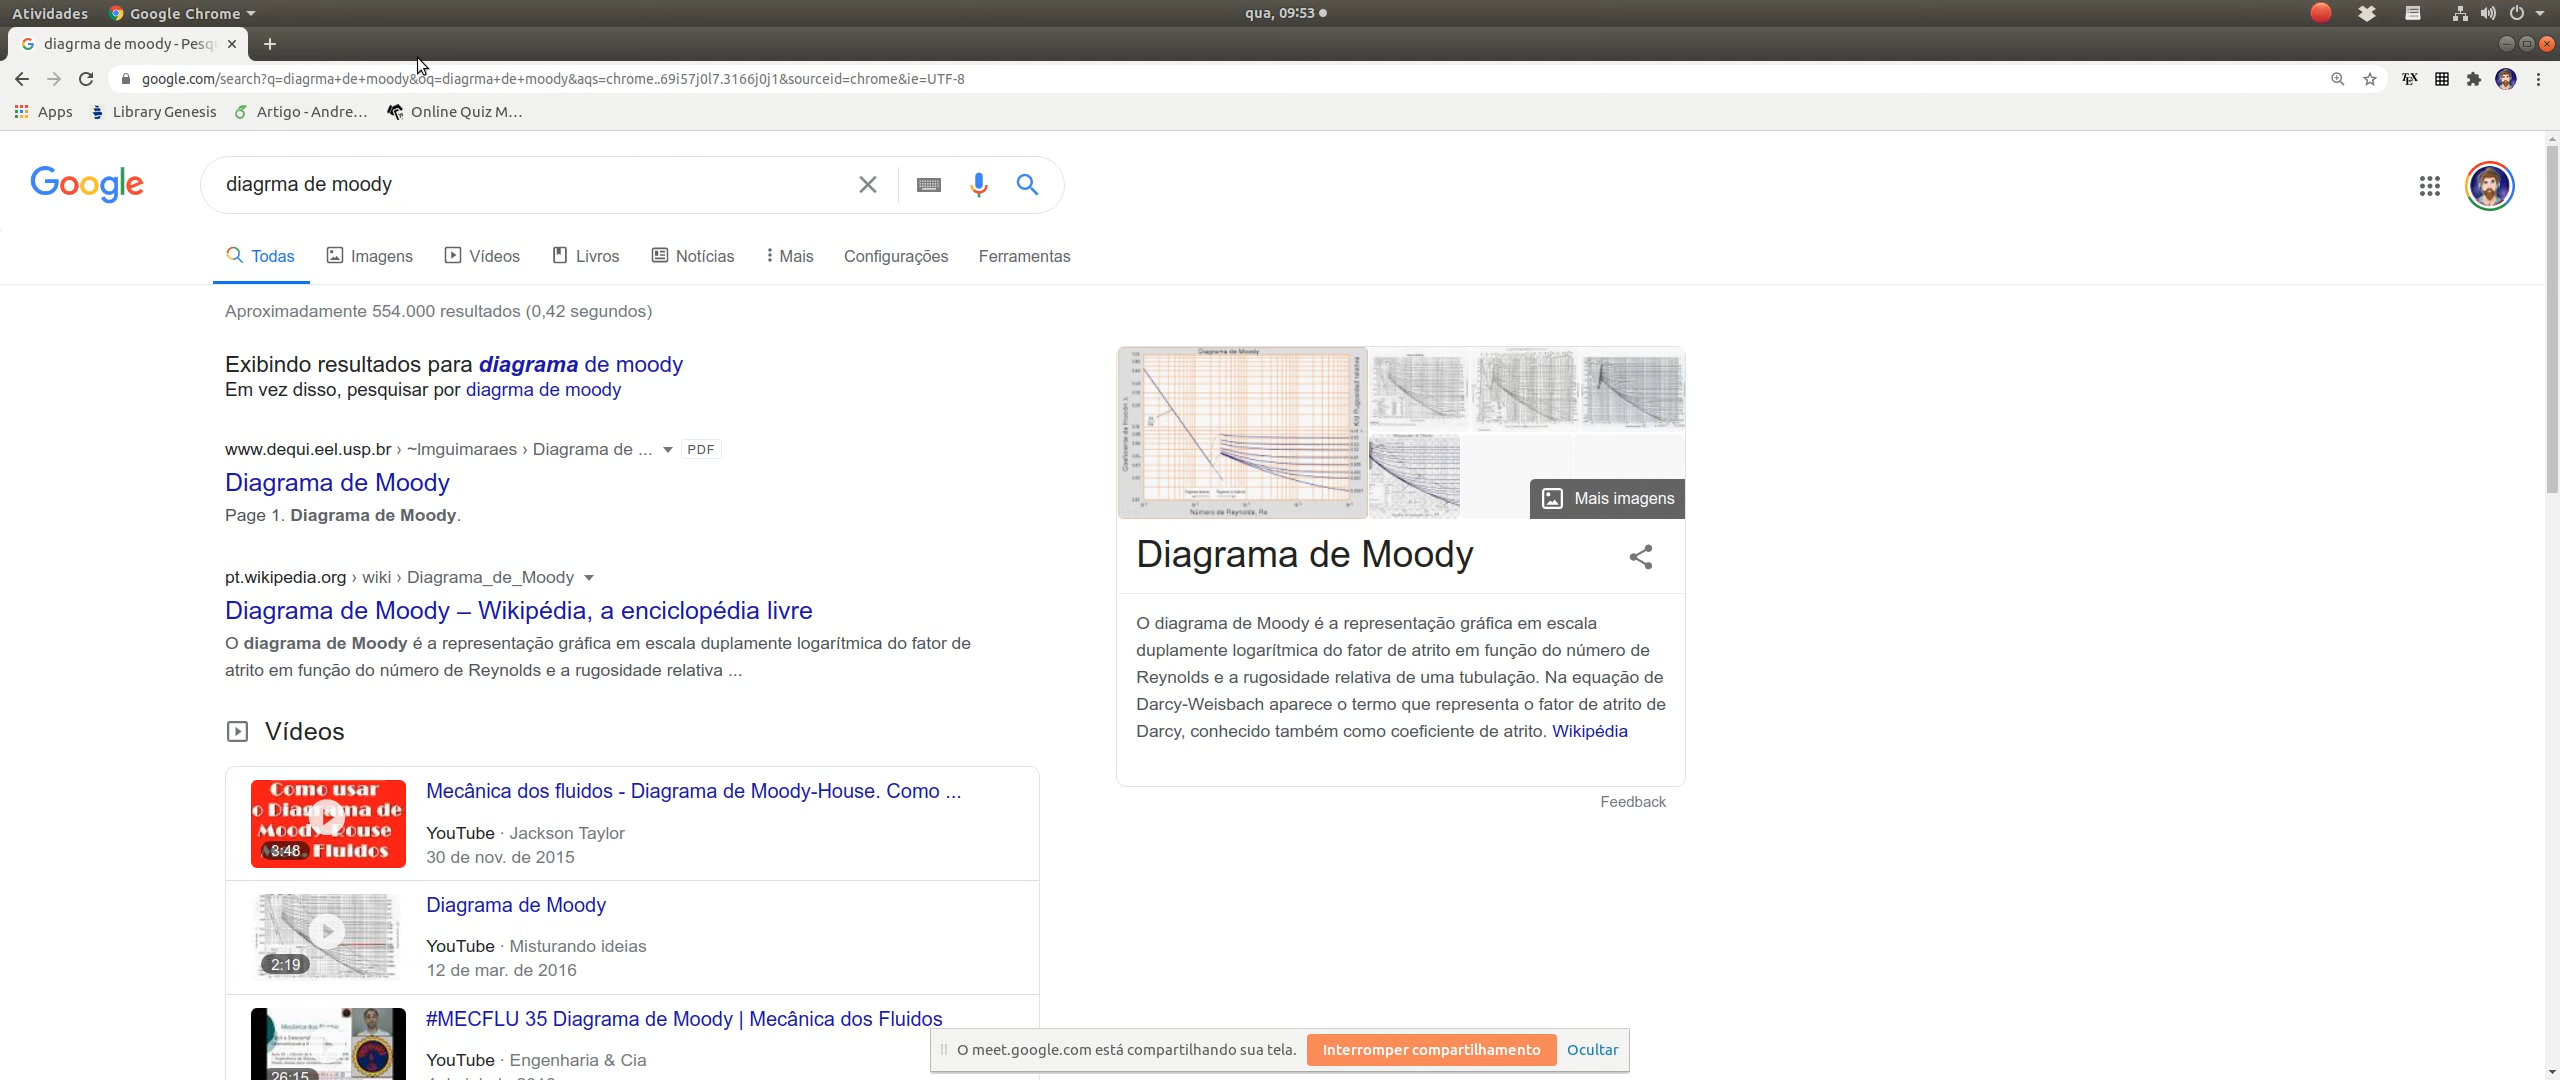 Atividades Google Chrome qua, 09:53
diagrma de moody - Pesqu
google.com/search?q=diagrma+de+moody&oq=diagrma+de+moody&aqs=chrome..69i57j0l7.3166j0j1&sourceid=chrome&ie=UTF-8
Apps Library Genesis Artigo - Andre... Online Quiz M...
Google diagrma de moody
Todas Imagens Vídeos Livros Notícias Mais Configurações Ferramentas
Aproximadamente 554.000 resultados (0,42 segundos)
Exibindo resultados para diagrama de moody
Em vez disso, pesquisar por diagrma de moody
www.dequi.eel.usp.br › ~lmguimaraes › Diagrama de ... PDF
Diagrama de Moody
Page 1. Diagrama de Moody.
pt.wikipedia.org › wiki › Diagrama_de_Moody
Diagrama de Moody – Wikipédia, a enciclopédia livre
O diagrama de Moody é a representação gráfica em escala duplamente logarítmica do fator de
atrito em função do número de Reynolds e a rugosidade relativa ...
Vídeos
Como usar
o Diagrama de
Moody Rouse
Fluidos
3:48
Mecânica dos fluidos - Diagrama de Moody-House. Como ...
YouTube · Jackson Taylor
30 de nov. de 2015
2:19
Diagrama de Moody
YouTube · Misturando ideias
12 de mar. de 2016
26:15
#MECFLU 35 Diagrama de Moody | Mecânica dos Fluidos
YouTube · Engenharia & Cia
Diagrama de Moody
Número de Reynolds, Re
Mais imagens
Diagrama de Moody
O diagrama de Moody é a representação gráfica em escala
duplamente logarítmica do fator de atrito em função do número de
Reynolds e a rugosidade relativa de uma tubulação. Na equação de
Darcy-Weisbach aparece o termo que representa o fator de atrito de
Darcy, conhecido também como coeficiente de atrito. Wikipédia
Feedback
O meet.google.com está compartilhando sua tela. Interromper compartilhamento Ocultar